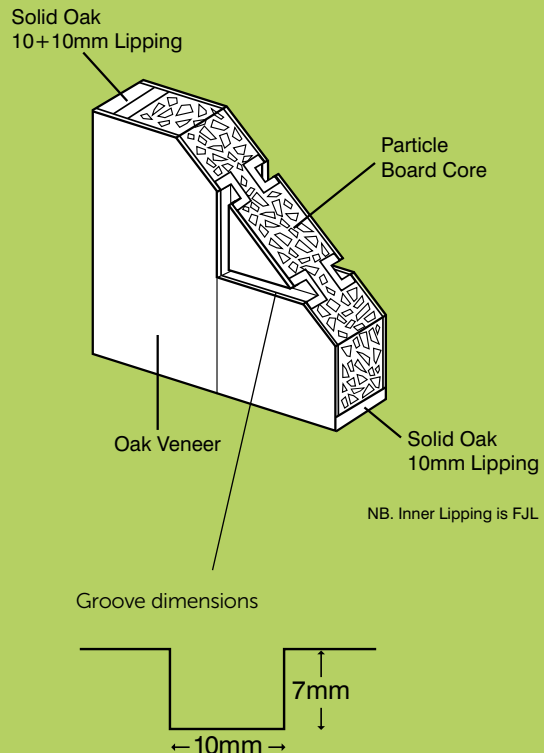 Solid Oak
10+10mm Lipping
Particle
Board Core
Oak Veneer
Solid Oak
10mm Lipping
NB. Inner Lipping is FJL
Groove dimensions
7mm
10mm